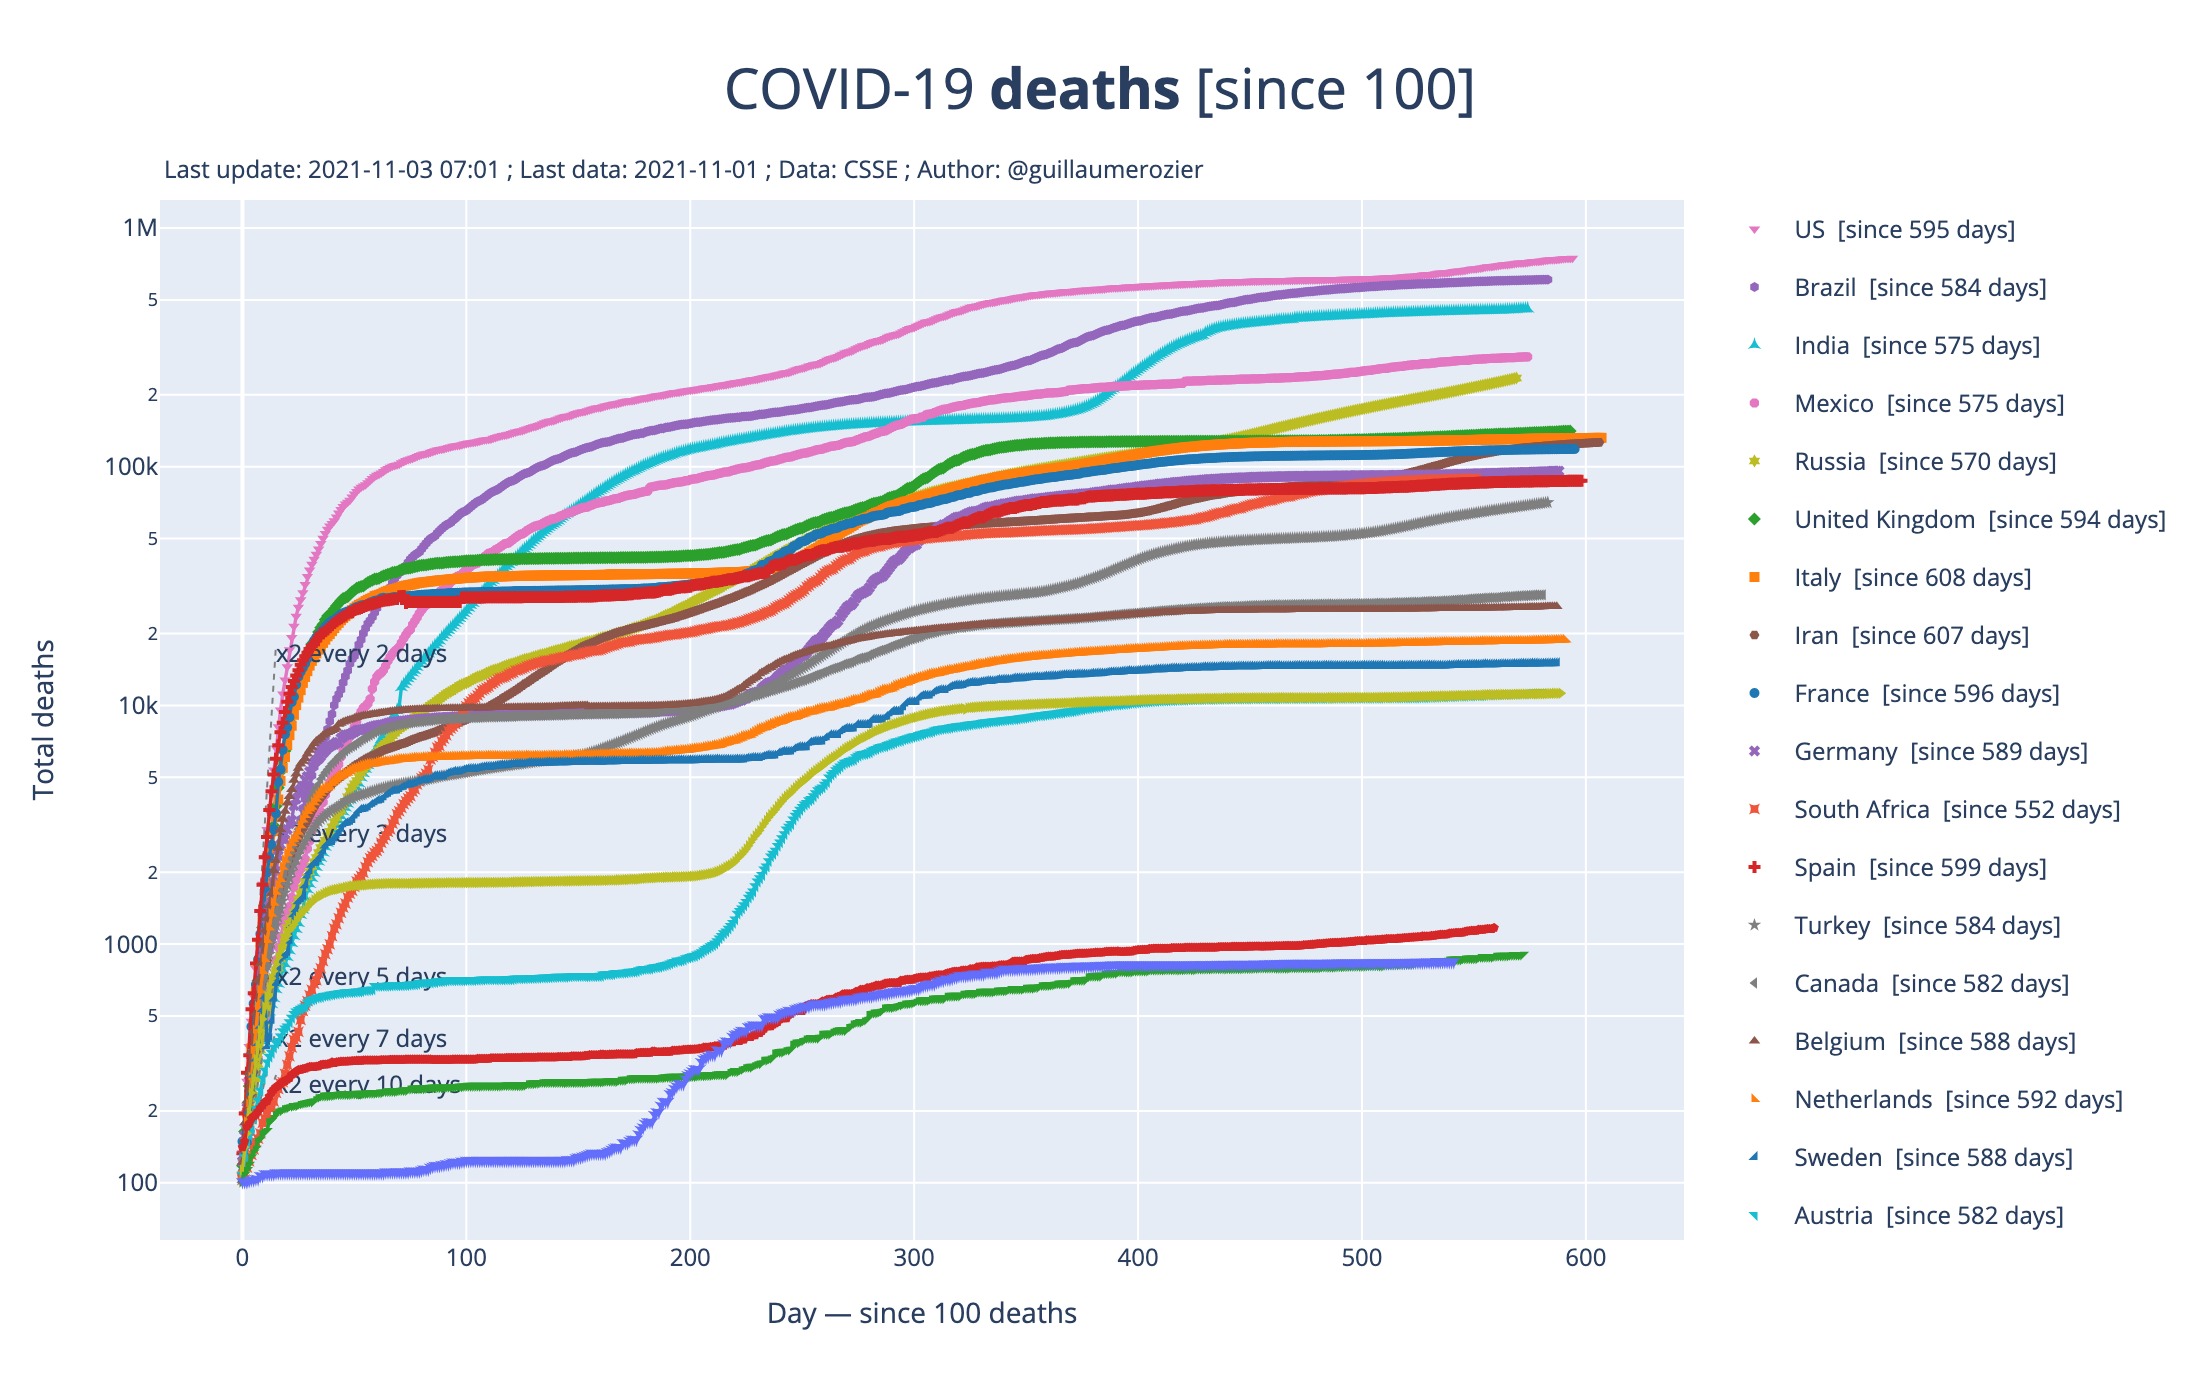 COVID-19 deaths [since 100]
Last update: 2021-11-03 07:01 ; Last data: 2021-11-01 ; Data: CSSE ; Author: @guillaumerozier
Total deaths
1M
5
2
100k
5
2
10k
5
2
1000
5
2
100
x2 every 2 days
every 3 days
x2 every 5 days
x2 every 7 days
x2 every 10 days
0 100 200 300 400 500 600
Day — since 100 deaths
US [since 595 days]
Brazil [since 584 days]
India [since 575 days]
Mexico [since 575 days]
Russia [since 570 days]
United Kingdom [since 594 days]
Italy [since 608 days]
Iran [since 607 days]
France [since 596 days]
Germany [since 589 days]
South Africa [since 552 days]
Spain [since 599 days]
Turkey [since 584 days]
Canada [since 582 days]
Belgium [since 588 days]
Netherlands [since 592 days]
Sweden [since 588 days]
Austria [since 582 days]